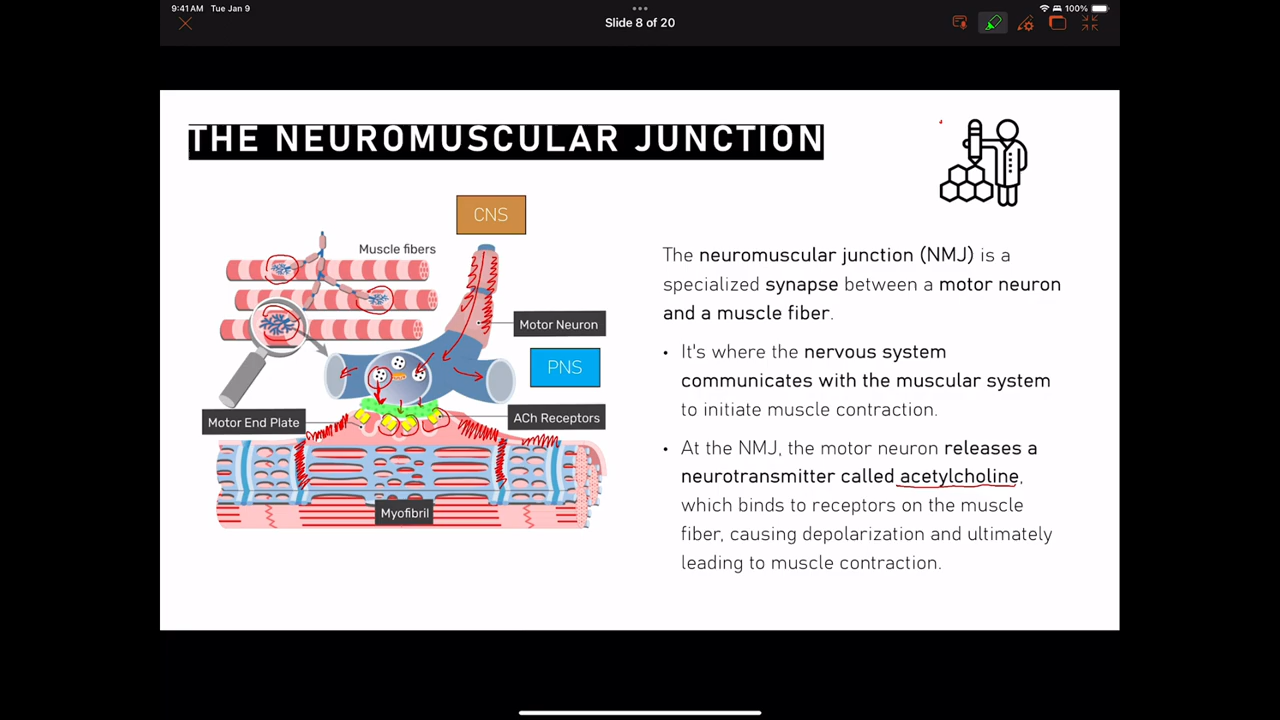 9:41 AM Tue Jan 9
100%
Slide 8 of 20
THE NEUROMUSCULAR JUNCTION
CNS
Muscle fibers
Motor Neuron
PNS
Motor End Plate
ACh Receptors
Myofibril
The neuromuscular junction (NMJ) is a
specialized synapse between a motor neuron
and a muscle fiber.
• It's where the nervous system
communicates with the muscular system
to initiate muscle contraction.
• At the NMJ, the motor neuron releases a
neurotransmitter called acetylcholine,
which binds to receptors on the muscle
fiber, causing depolarization and ultimately
leading to muscle contraction.